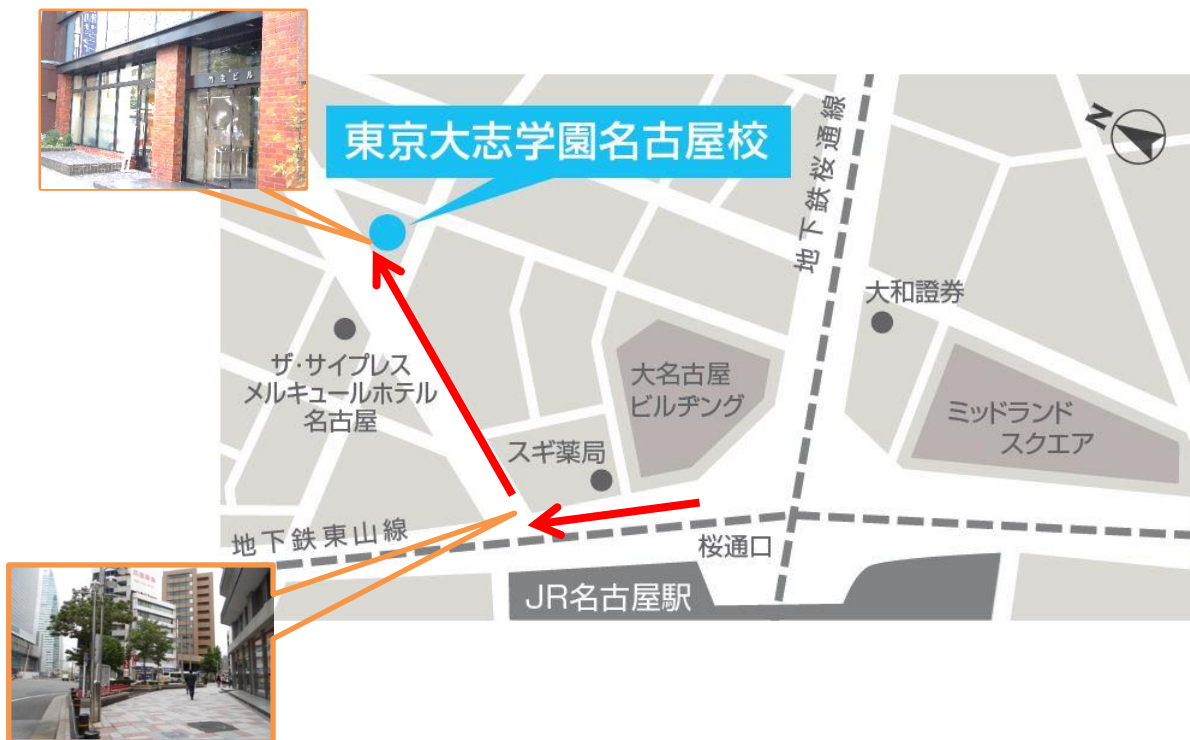 竹生ビル
東京大志学園名古屋校
N
地下鉄桜通線
大和證券
ザ・サイプレス
メルキュールホテル
名古屋
大名古屋
ビルヂング
ミッドランド
スクエア
スギ薬局
地下鉄東山線
桜通口
JR名古屋駅